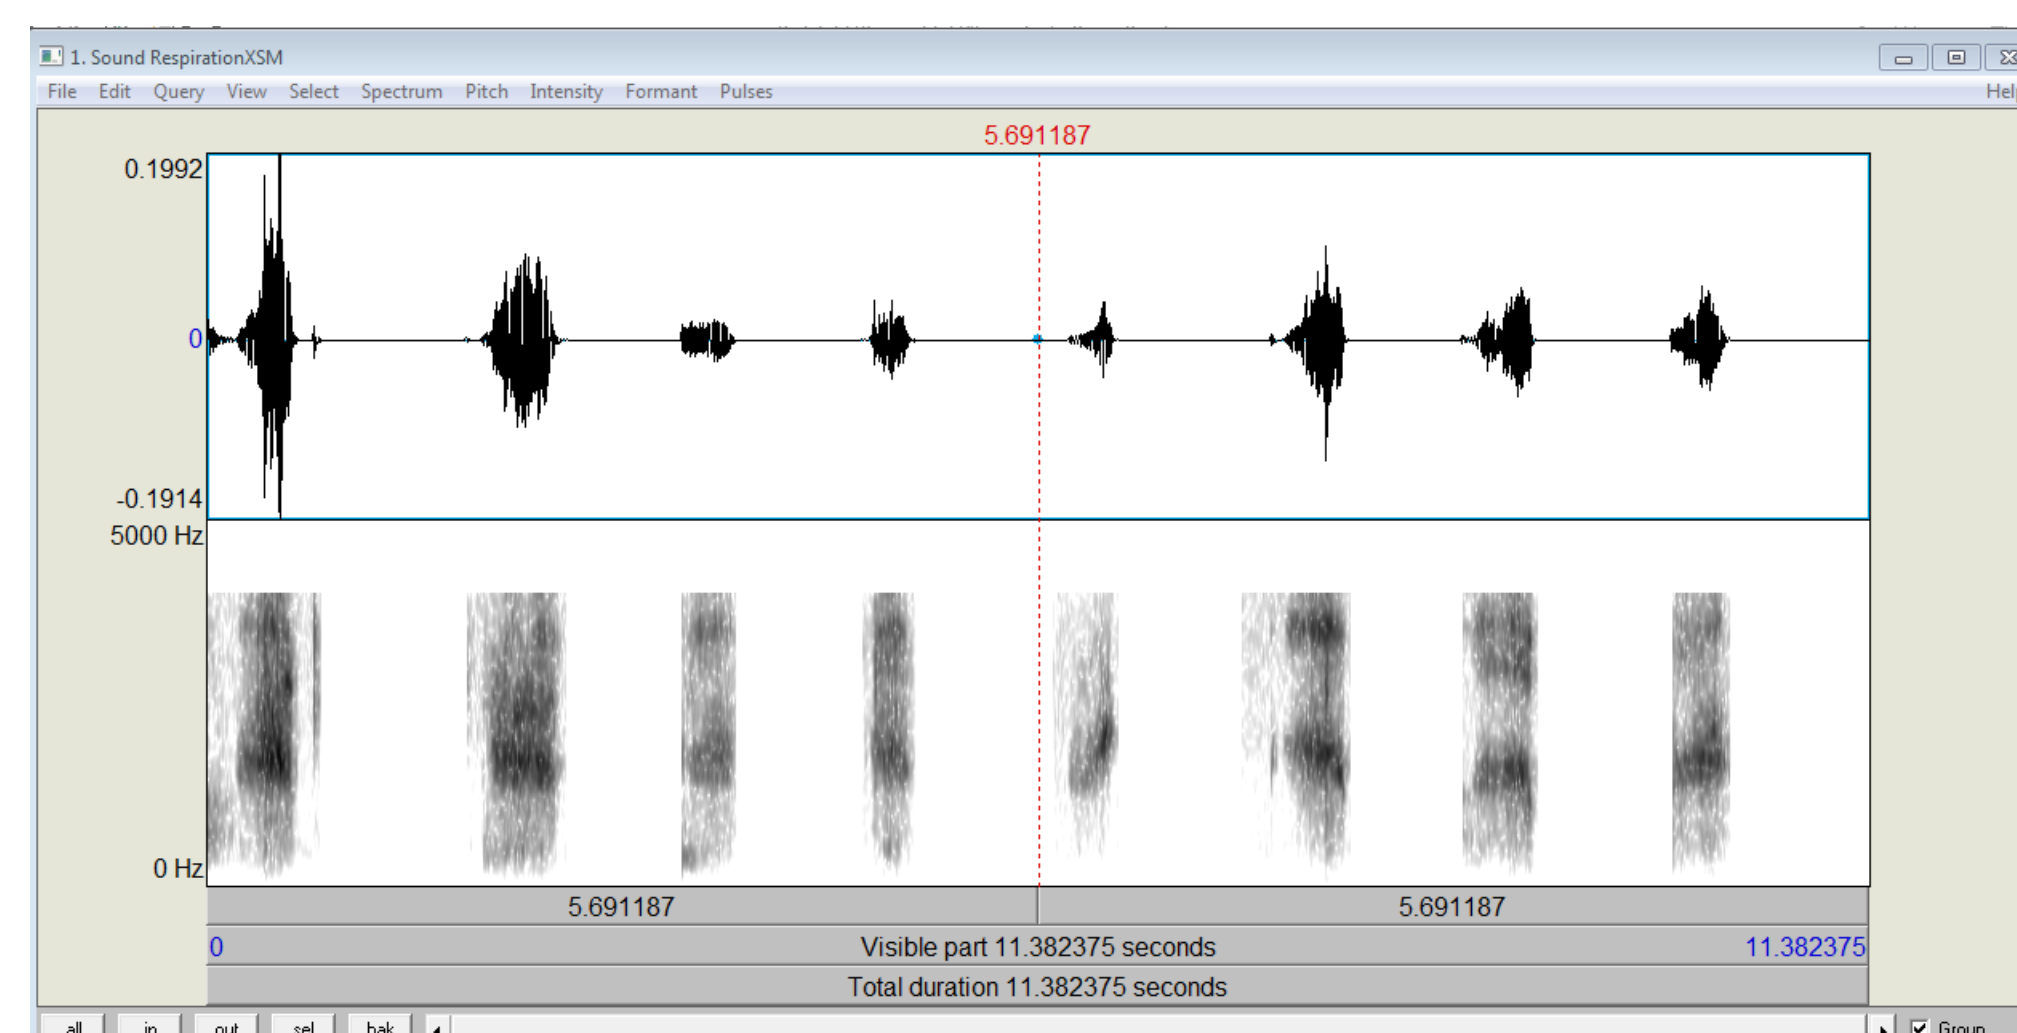 1. Sound RespirationXSM
File Edit Query View Select Spectrum Pitch Intensity Formant Pulses Help
5.691187
0.1992
0
-0.1914
5000 Hz
0 Hz
5.691187 5.691187
0 Visible part 11.382375 seconds 11.382375
Total duration 11.382375 seconds
all in out sel bak Group